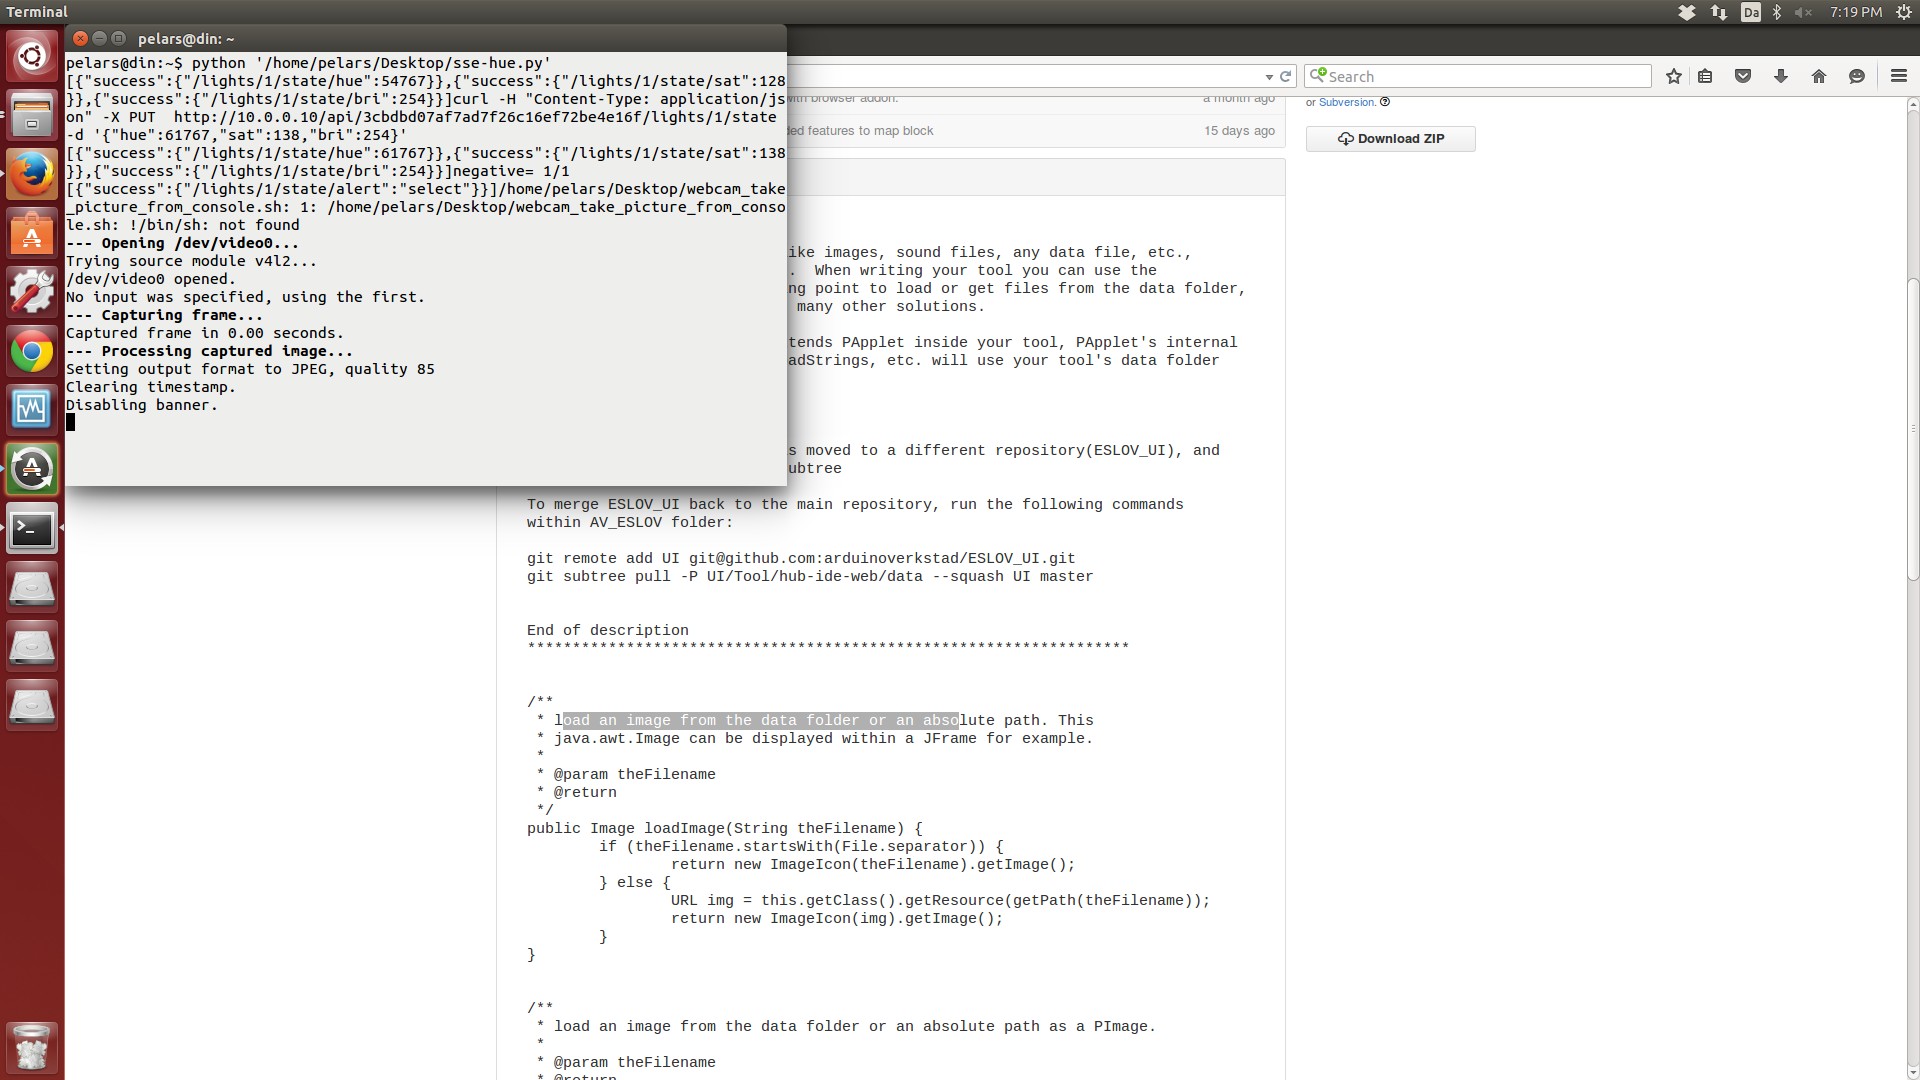 Terminal
Da
7:19 PM
pelars@din: ~
pelars@din:~$ python '/home/pelars/Desktop/sse-hue.py'
[{"success":{"/lights/1/state/hue":54767}},{"success":{"/lights/1/state/sat":128
}},{"success":{"/lights/1/state/bri":254}}]curl -H "Content-Type: application/js
on" -X PUT  http://10.0.0.10/api/3cbdbd07af7ad7f26c16ef72be4e16f/lights/1/state
-d '{"hue":61767,"sat":138,"bri":254}'
[{"success":{"/lights/1/state/hue":61767}},{"success":{"/lights/1/state/sat":138
}},{"success":{"/lights/1/state/bri":254}}]negative= 1/1
[{"success":{"/lights/1/state/alert":"select"}}]/home/pelars/Desktop/webcam_take
_picture_from_console.sh: 1: /home/pelars/Desktop/webcam_take_picture_from_conso
le.sh: !/bin/sh: not found
--- Opening /dev/video0...
Trying source module v4l2...
/dev/video0 opened.
No input was specified, using the first.
--- Capturing frame...
Captured frame in 0.00 seconds.
--- Processing captured image...
Setting output format to JPEG, quality 85
Clearing timestamp.
Disabling banner.
Search
with browser addon.
a month ago
ded features to map block
15 days ago
or Subversion.
Download ZIP
ike images, sound files, any data file, etc.,
.  When writing your tool you can use the
ng point to load or get files from the data folder,
many other solutions.
tends PApplet inside your tool, PApplet's internal
adStrings, etc. will use your tool's data folder
s moved to a different repository(ESLOV_UI), and
ubtree
To merge ESLOV_UI back to the main repository, run the following commands
within AV_ESLOV folder:
git remote add UI git@github.com:arduinoverkstad/ESLOV_UI.git
git subtree pull -P UI/Tool/hub-ide-web/data --squash UI master
End of description
*******************************************************************
/**
* load an image from the data folder or an absolute path. This
* java.awt.Image can be displayed within a JFrame for example.
*
* @param theFilename
* @return
*/
public Image loadImage(String theFilename) {
if (theFilename.startsWith(File.separator)) {
return new ImageIcon(theFilename).getImage();
} else {
URL img = this.getClass().getResource(getPath(theFilename));
return new ImageIcon(img).getImage();
}
}
/**
* load an image from the data folder or an absolute path as a PImage.
*
* @param theFilename
* @return